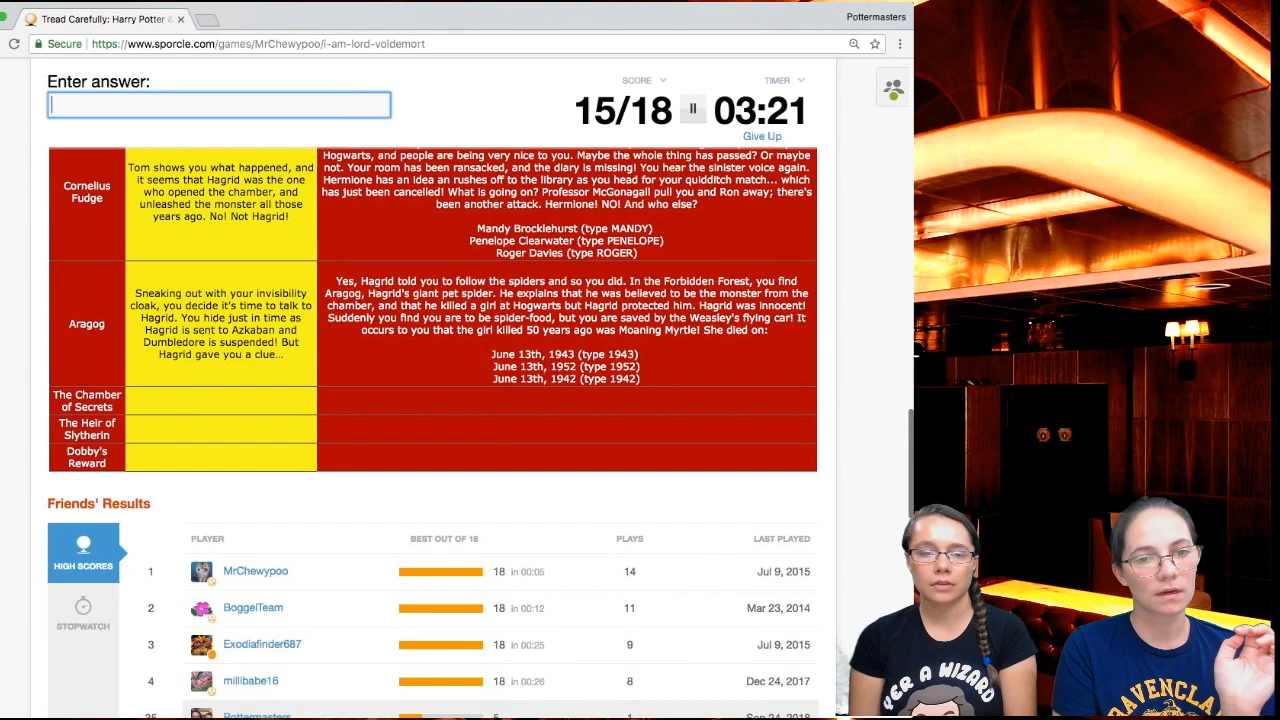 Tread Carefully: Harry Potter &
Pottermasters
Secure
https://www.sporcle.com/games/MrChewypoo/i-am-lord-voldemort
Enter answer:
SCORE
TIMER
15/18
03:21
Give Up
Cornelius
Fudge
Tom shows you what happened, and
it seems that Hagrid was the one
who opened the chamber, and
unleashed the monster all those
years ago. No! Not Hagrid!
Hogwarts, and people are being very nice to you. Maybe the whole thing has passed? Or maybe
not. Your room has been ransacked, and the diary is missing! You hear the sinister voice again.
Hermione has an idea an rushes off to the library as you head for your quidditch match... which
has just been cancelled! What is going on? Professor McGonagall pull you and Ron away; there's
been another attack. Hermione! NO! And who else?
Mandy Brocklehurst (type MANDY)
Penelope Clearwater (type PENELOPE)
Roger Davies (type ROGER)
Aragog
Sneaking out with your invisibility
cloak, you decide it's time to talk to
Hagrid. You hide just in time as
Hagrid is sent to Azkaban and
Dumbledore is suspended! But
Hagrid gave you a clue...
Yes, Hagrid told you to follow the spiders and so you did. In the Forbidden Forest, you find
Aragog, Hagrid's giant pet spider. He explains that he was believed to be the monster from the
chamber, and that he killed a girl at Hogwarts but Hagrid protected him. Hagrid was innocent!
Suddenly you find you are to be spider-food, but you are saved by the Weasley's flying car! It
occurs to you that the girl killed 50 years ago was Moaning Myrtle! She died on:
June 13th, 1943 (type 1943)
June 13th, 1952 (type 1952)
June 13th, 1942 (type 1942)
The Chamber
of Secrets
The Heir of
Slytherin
Dobby's
Reward
Friends' Results
HIGH SCORES
STOPWATCH
PLAYER
BEST OUT OF 18
PLAYS
LAST PLAYED
1 MrChewypoo 18 in 00:05 14 Jul 9, 2015
2 BoggelTeam 18 in 00:12 11 Mar 23, 2014
3 Exodiafinder687 18 in 00:25 9 Jul 9, 2015
4 millibabe16 18 in 00:26 8 Dec 24, 2017
35 Pottermasters 5 1 Sep 24, 2018
A WIZARD
RAVENCLA